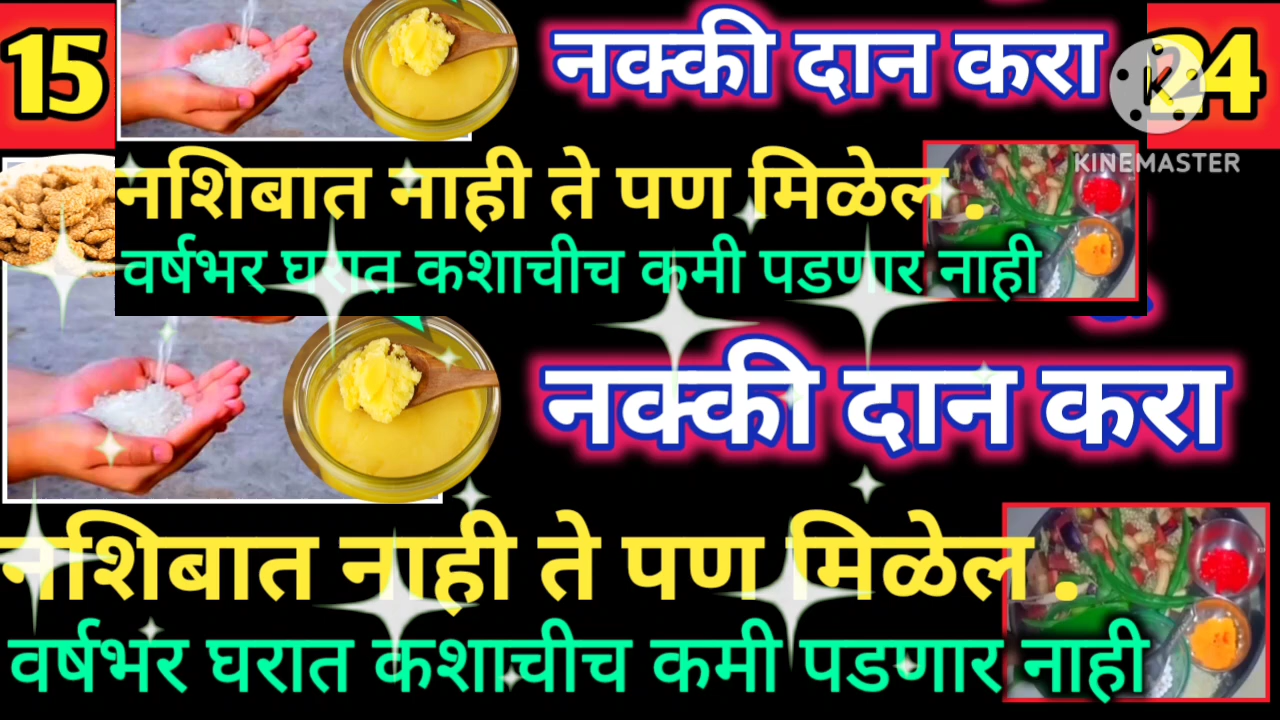 15
नक्की दान करा
24
K
KINEMASTER
नशिबात नाही ते पण मिळेल .
वर्षभर घरात कशाचीच कमी पडणार नाही
नक्की दान करा
नशिबात नाही ते पण मिळेल .
वर्षभर घरात कशाचीच कमी पडणार नाही